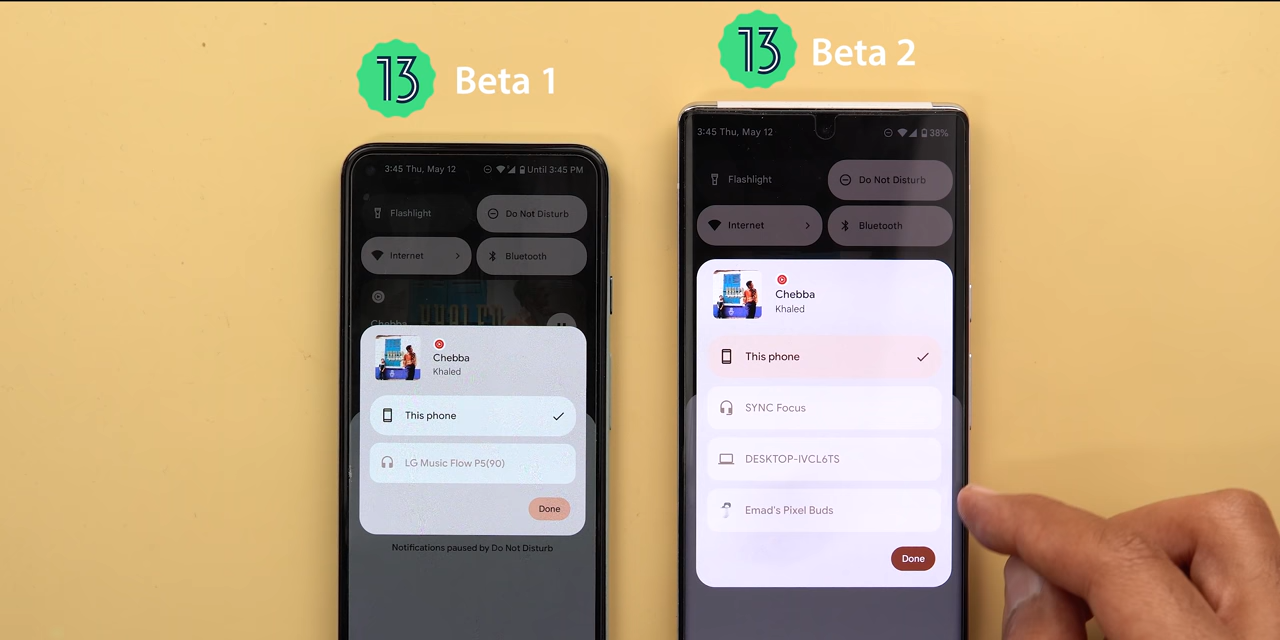 13 Beta 1
3:45 Thu, May 12 Until 3:45 PM
Flashlight Do Not Disturb
Internet Bluetooth
Chebba
Chebba
Khaled
This phone
LG Music Flow P5(90)
Done
Notifications paused by Do Not Disturb
13 Beta 2
3:45 Thu, May 12 38%
Flashlight Do Not Disturb
Internet Bluetooth
Chebba
Khaled
This phone
SYNC Focus
DESKTOP-IVCL6TS
Emad's Pixel Buds
Done